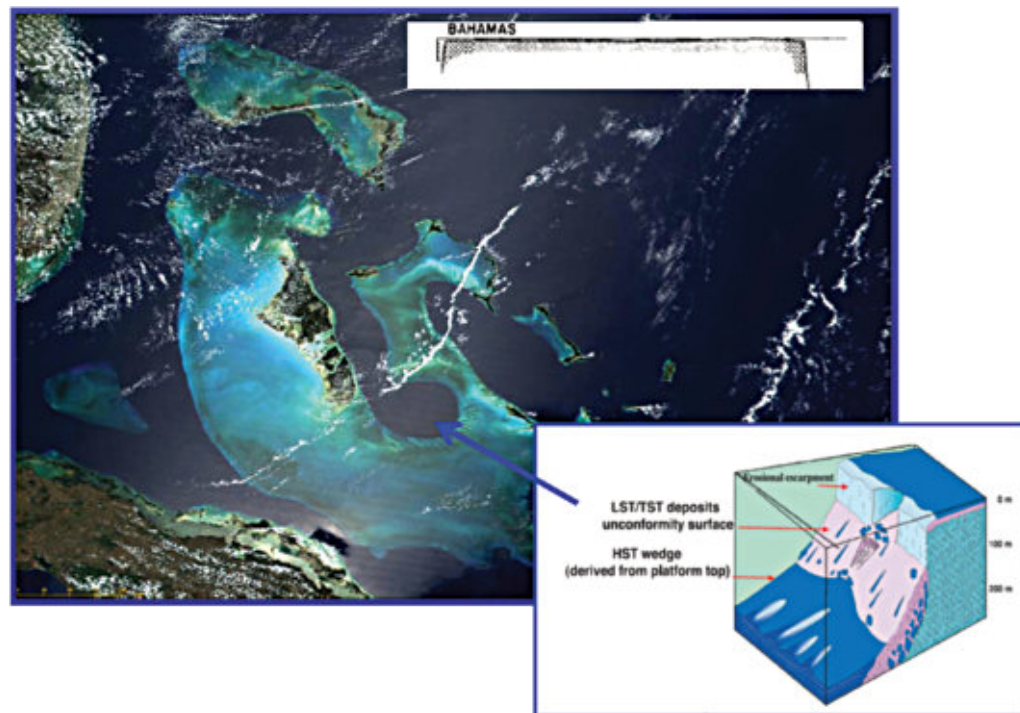 BAHAMAS
Erosional escarpment
LST/TST deposits
unconformity surface
HST wedge
(derived from platform top)
0 m
100 m
200 m